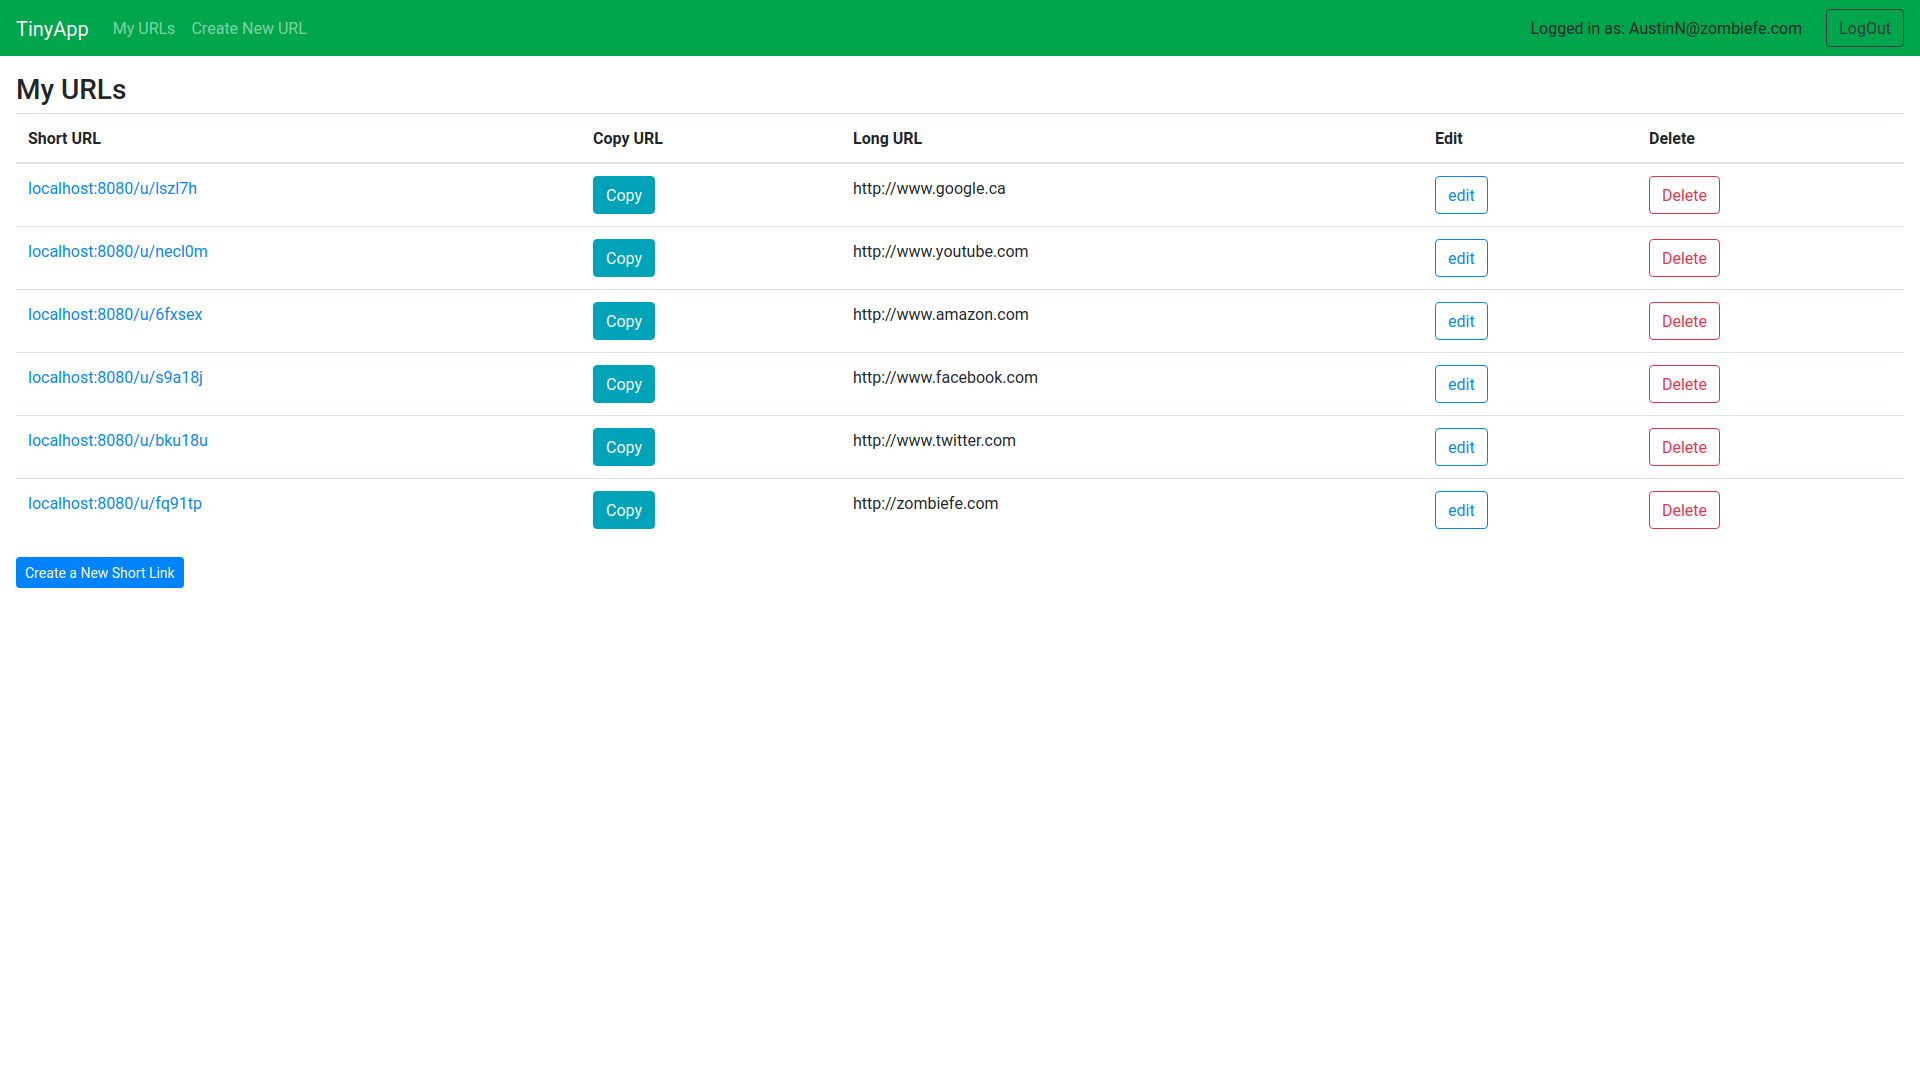 TinyApp My URLs Create New URL Logged in as: AustinN@zombiefe.com LogOut
My URLs
Short URL Copy URL Long URL Edit Delete
localhost:8080/u/lszl7h Copy http://www.google.ca edit Delete
localhost:8080/u/necl0m Copy http://www.youtube.com edit Delete
localhost:8080/u/6fxsex Copy http://www.amazon.com edit Delete
localhost:8080/u/s9a18j Copy http://www.facebook.com edit Delete
localhost:8080/u/bku18u Copy http://www.twitter.com edit Delete
localhost:8080/u/fq91tp Copy http://zombiefe.com edit Delete
Create a New Short Link